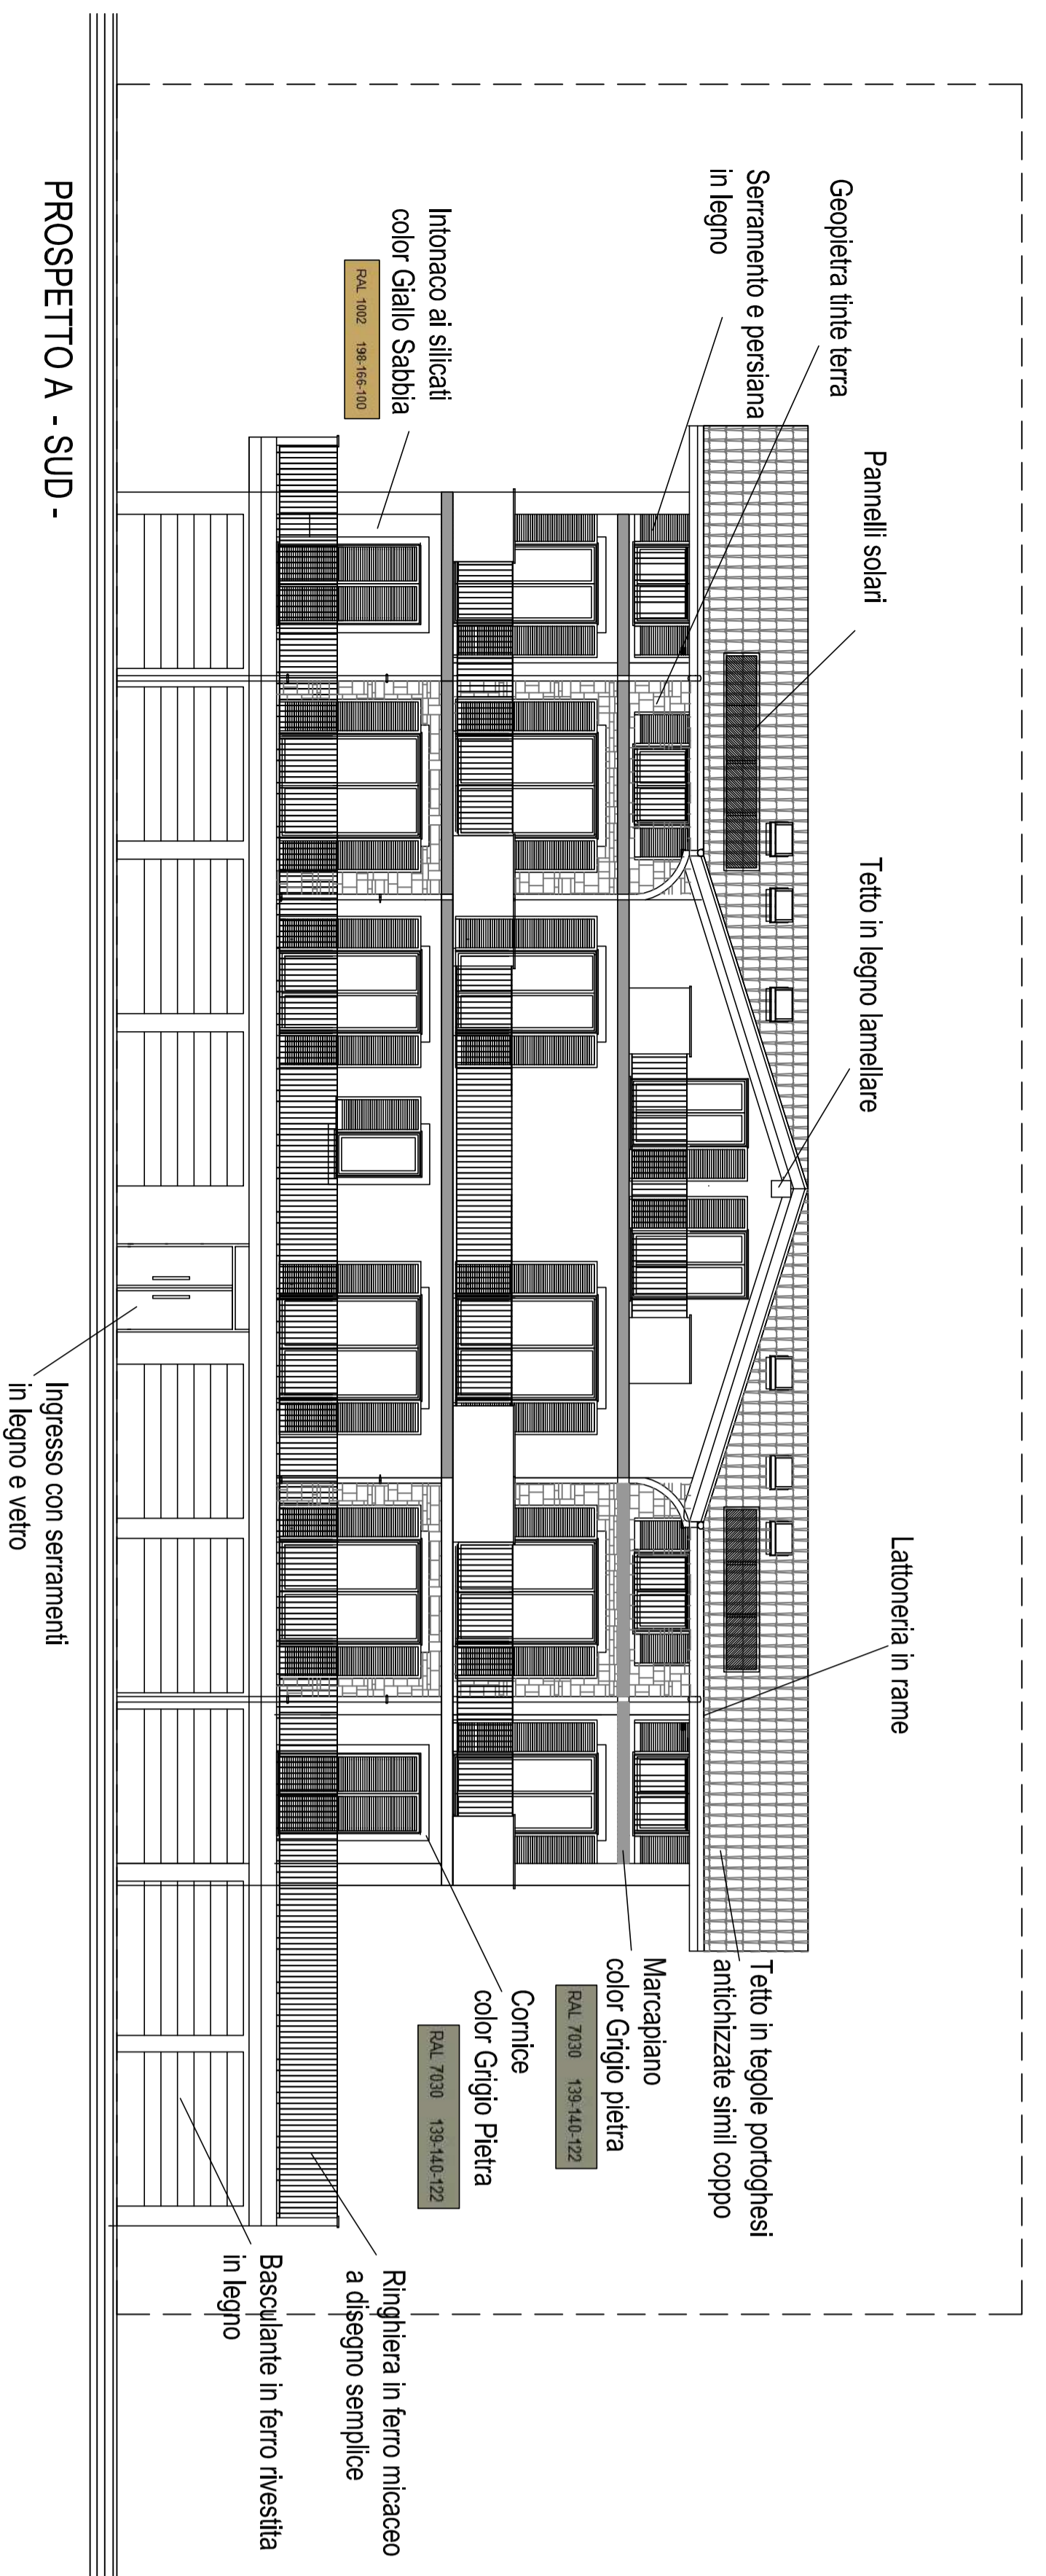 Geopietra tinte terra
Serramento e persiana
in legno
Pannelli solari
Tetto in legno lamellare
Lattoneria in rame
Tetto in tegole portoghesi
antichizzate simil coppo
Intonaco ai silicati
color Giallo Sabbia
RAL 1002 198-166-100
Marcapiano
color Grigio pietra
RAL 7030 139-140-122
Cornice
color Grigio Pietra
RAL 7030 139-140-122
Ringhiera in ferro micaceo
a disegno semplice
Basculante in ferro rivestita
in legno
Ingresso con serramenti
in legno e vetro
PROSPETTO A - SUD -